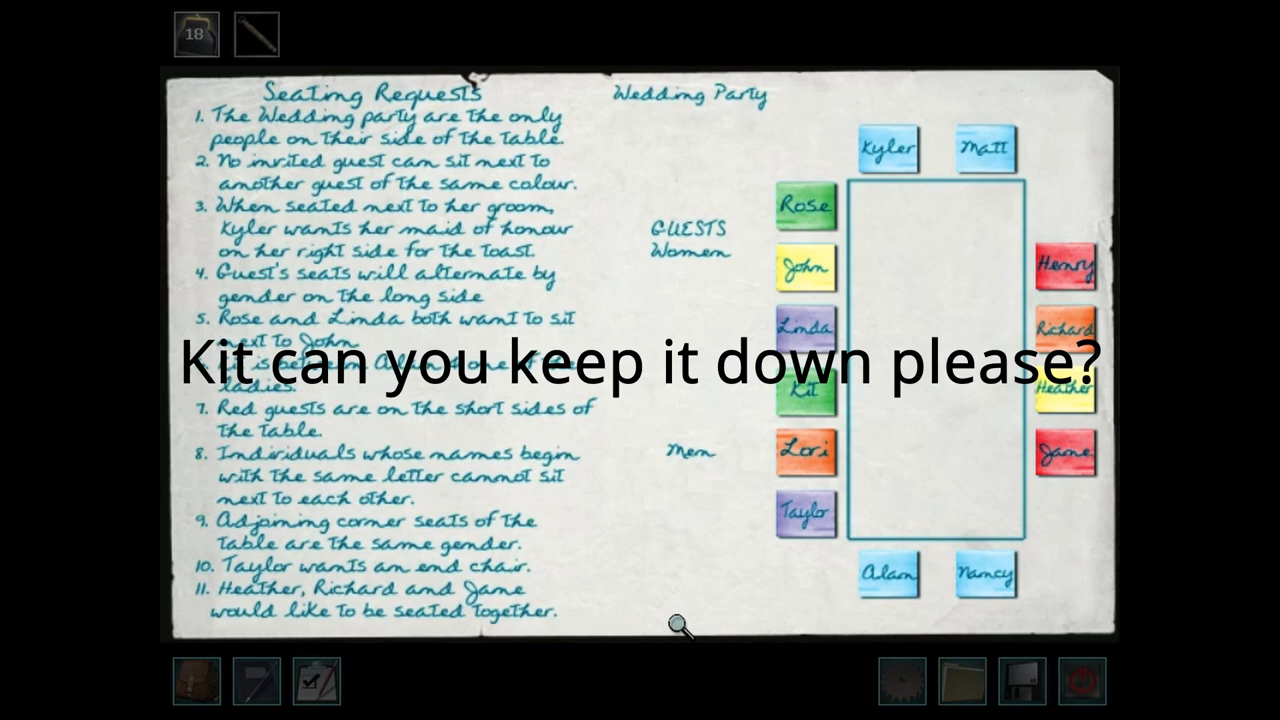 18
Seating Requests
1. The Wedding party are the only
people on their side of the table.
2. No invited guest can sit next to
another guest of the same colour.
3. When seated next to her groom,
Kyler wants her maid of honour
on her right side for the toast.
4. Guest's seats will alternate by
gender on the long side
5. Rose and Linda both want to sit
next to John
6. Kit is between Alan & one of the
ladies.
7. Red guests are on the short sides of
the table.
8. Individuals whose names begin
with the same letter cannot sit
next to each other.
9. Adjoining corner seats of the
table are the same gender.
10. Taylor wants an end chair.
11. Heather, Richard and Jane
would like to be seated together.
Wedding Party
GUESTS
Women
Men
Kyler Matt
Rose
John
Linda
Kit
Lori
Taylor
Henry
Richard
Heather
Jane
Alan Nancy
Kit can you keep it down please?